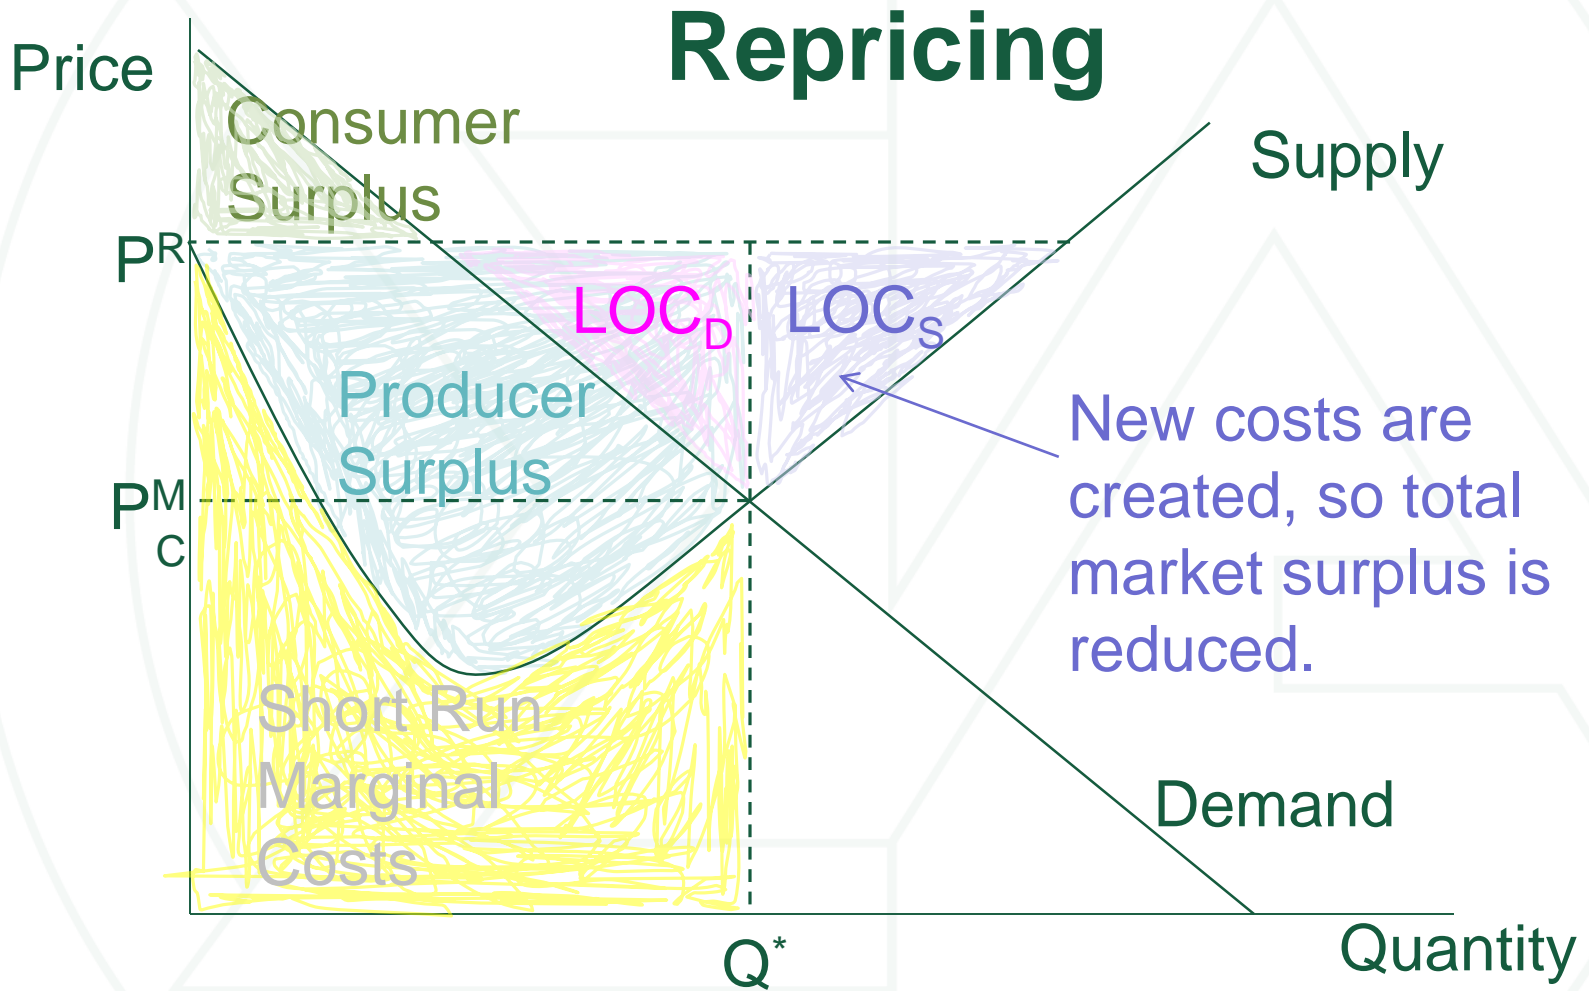 Repricing
Price
Consumer
Surplus
Supply
P^R
LOC_D
LOC_S
Producer
Surplus
New costs are
created, so total
market surplus is
reduced.
P^M_C
Short Run
Marginal
Costs
Demand
Q*
Quantity